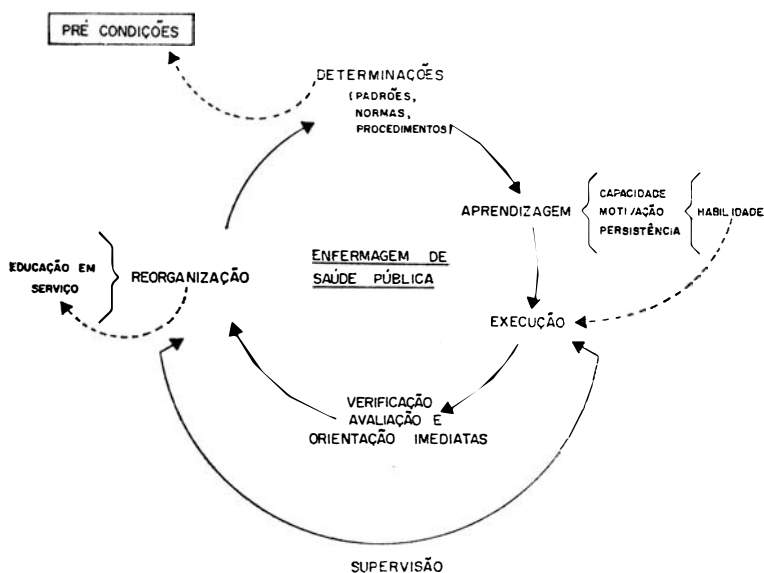 PRÉ CONDIÇÕES
DETERMINAÇÕES
(PADRÕES,
NORMAS,
PROCEDIMENTOS)
APRENDIZAGEM
CAPACIDADE
MOTIVAÇÃO
PERSISTÊNCIA
HABILIDADE
ENFERMAGEM DE
SAÚDE PÚBLICA
EDUCAÇÃO EM
SERVIÇO
REORGANIZAÇÃO
EXECUÇÃO
VERIFICAÇÃO
AVALIAÇÃO E
ORIENTAÇÃO IMEDIATAS
SUPERVISÃO